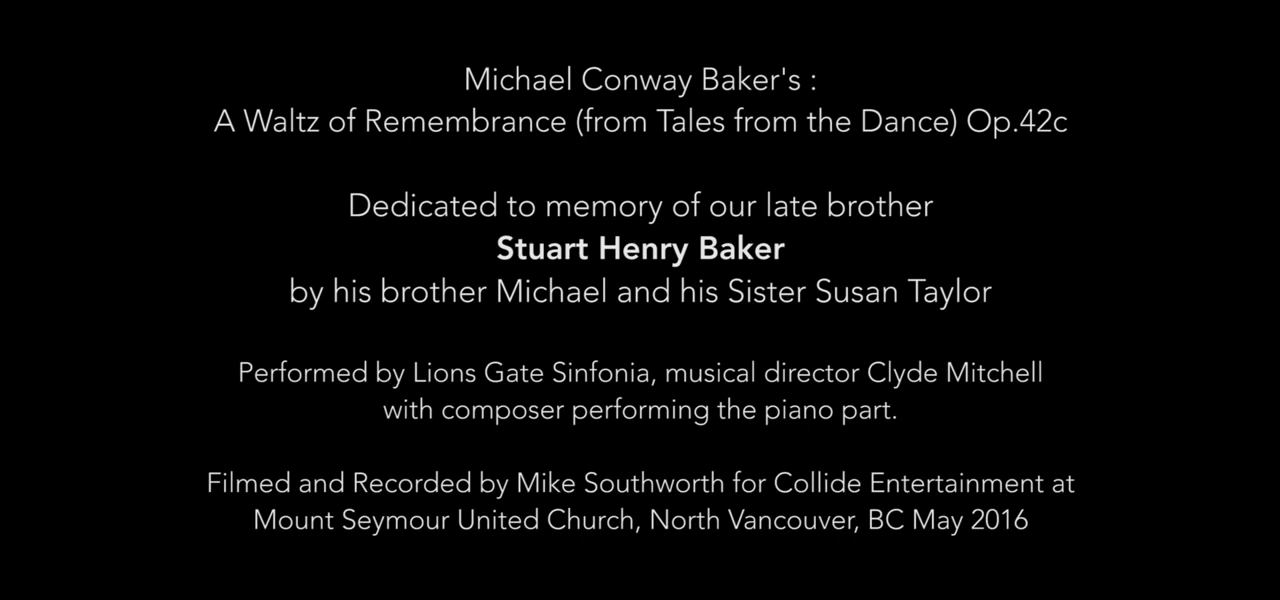 Michael Conway Baker's :
A Waltz of Remembrance (from Tales from the Dance) Op.42c
Dedicated to memory of our late brother
Stuart Henry Baker
by his brother Michael and his Sister Susan Taylor
Performed by Lions Gate Sinfonia, musical director Clyde Mitchell
with composer performing the piano part.
Filmed and Recorded by Mike Southworth for Collide Entertainment at
Mount Seymour United Church, North Vancouver, BC May 2016